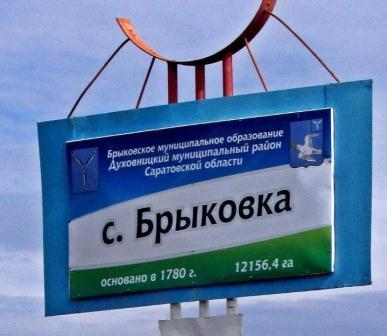 Брыковское муниципальное образование
Духовницкий муниципальный район
Саратовской области
с. Брыковка
основано в 1780 г. 12156,4 га